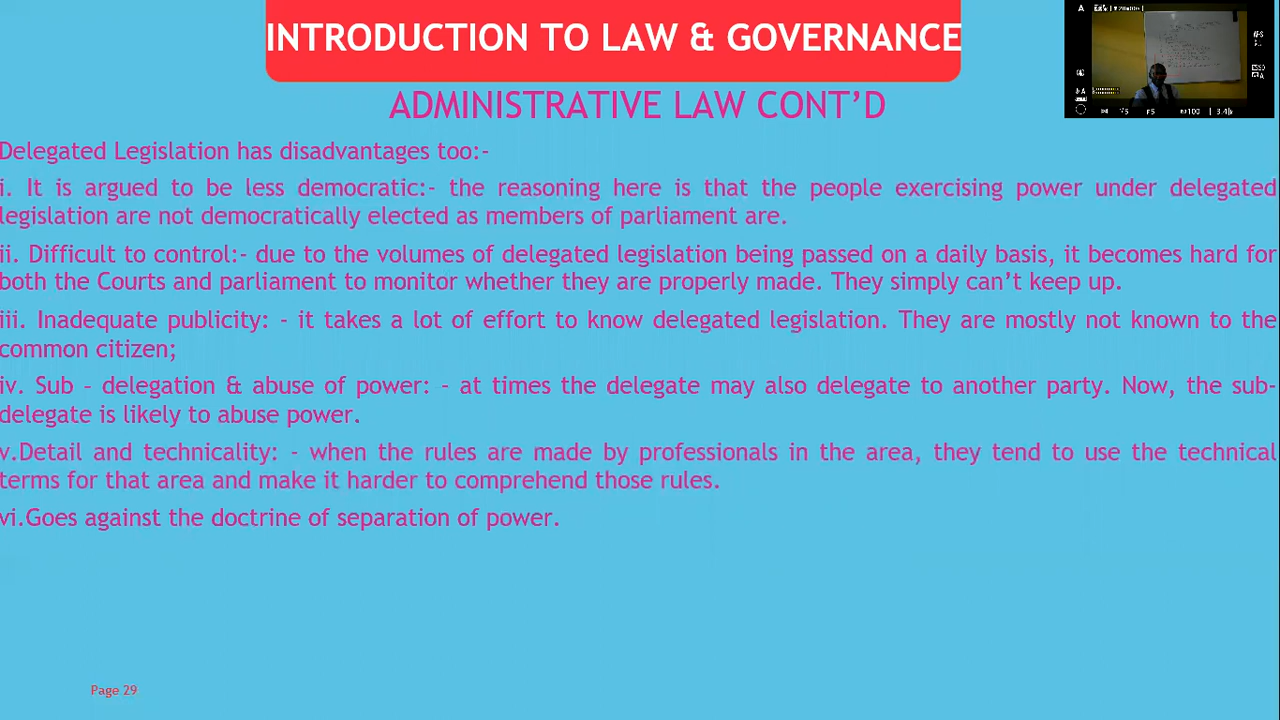 INTRODUCTION TO LAW & GOVERNANCE
ADMINISTRATIVE LAW CONT’D
Delegated Legislation has disadvantages too:-
i. It is argued to be less democratic:- the reasoning here is that the people exercising power under delegated
legislation are not democratically elected as members of parliament are.
ii. Difficult to control:- due to the volumes of delegated legislation being passed on a daily basis, it becomes hard for
both the Courts and parliament to monitor whether they are properly made. They simply can’t keep up.
iii. Inadequate publicity: - it takes a lot of effort to know delegated legislation. They are mostly not known to the
common citizen;
iv. Sub – delegation & abuse of power: – at times the delegate may also delegate to another party. Now, the sub-
delegate is likely to abuse power.
v.Detail and technicality: - when the rules are made by professionals in the area, they tend to use the technical
terms for that area and make it harder to comprehend those rules.
vi.Goes against the doctrine of separation of power.
Page 29